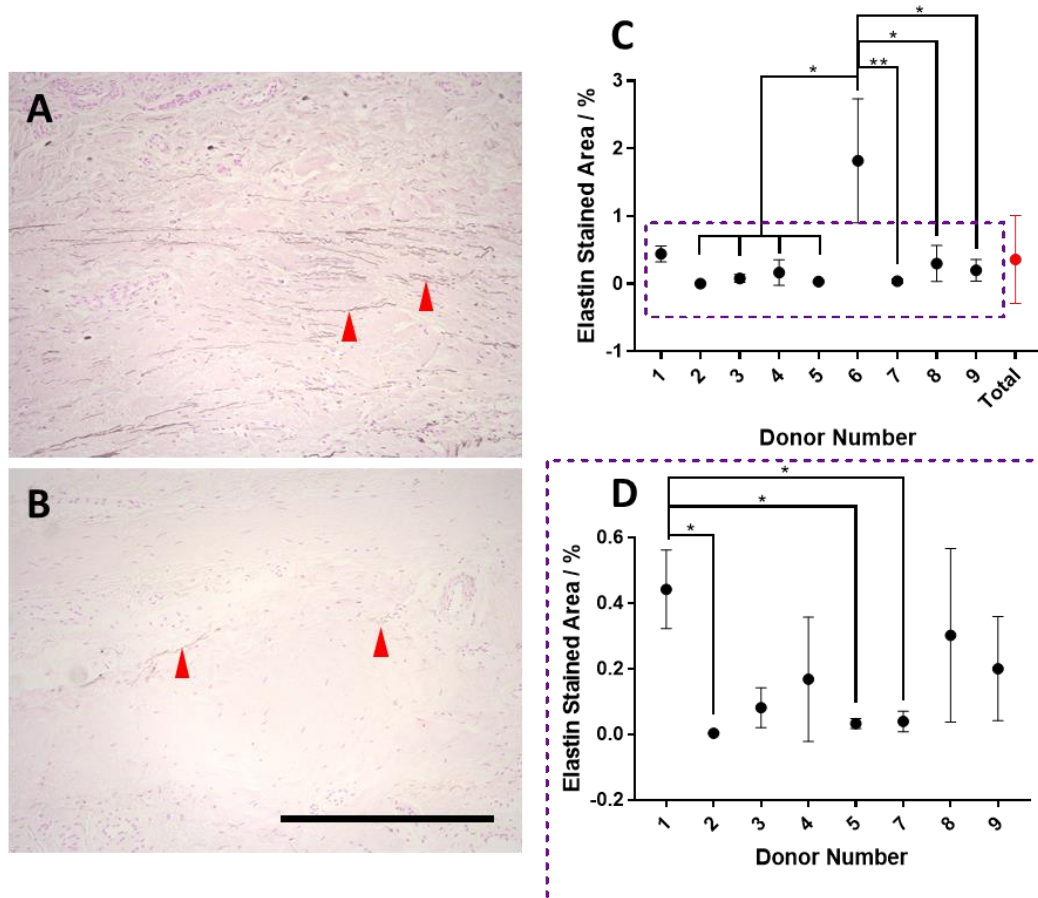 A
B
C
Elastin Stained Area / %
3
2
1
0
-1
*
**
*
*
1 2 3 4 5 6 7 8 9 Total
Donor Number
D
Elastin Stained Area / %
0.6
0.4
0.2
0.0
-0.2
*
*
*
1 2 3 4 5 7 8 9
Donor Number